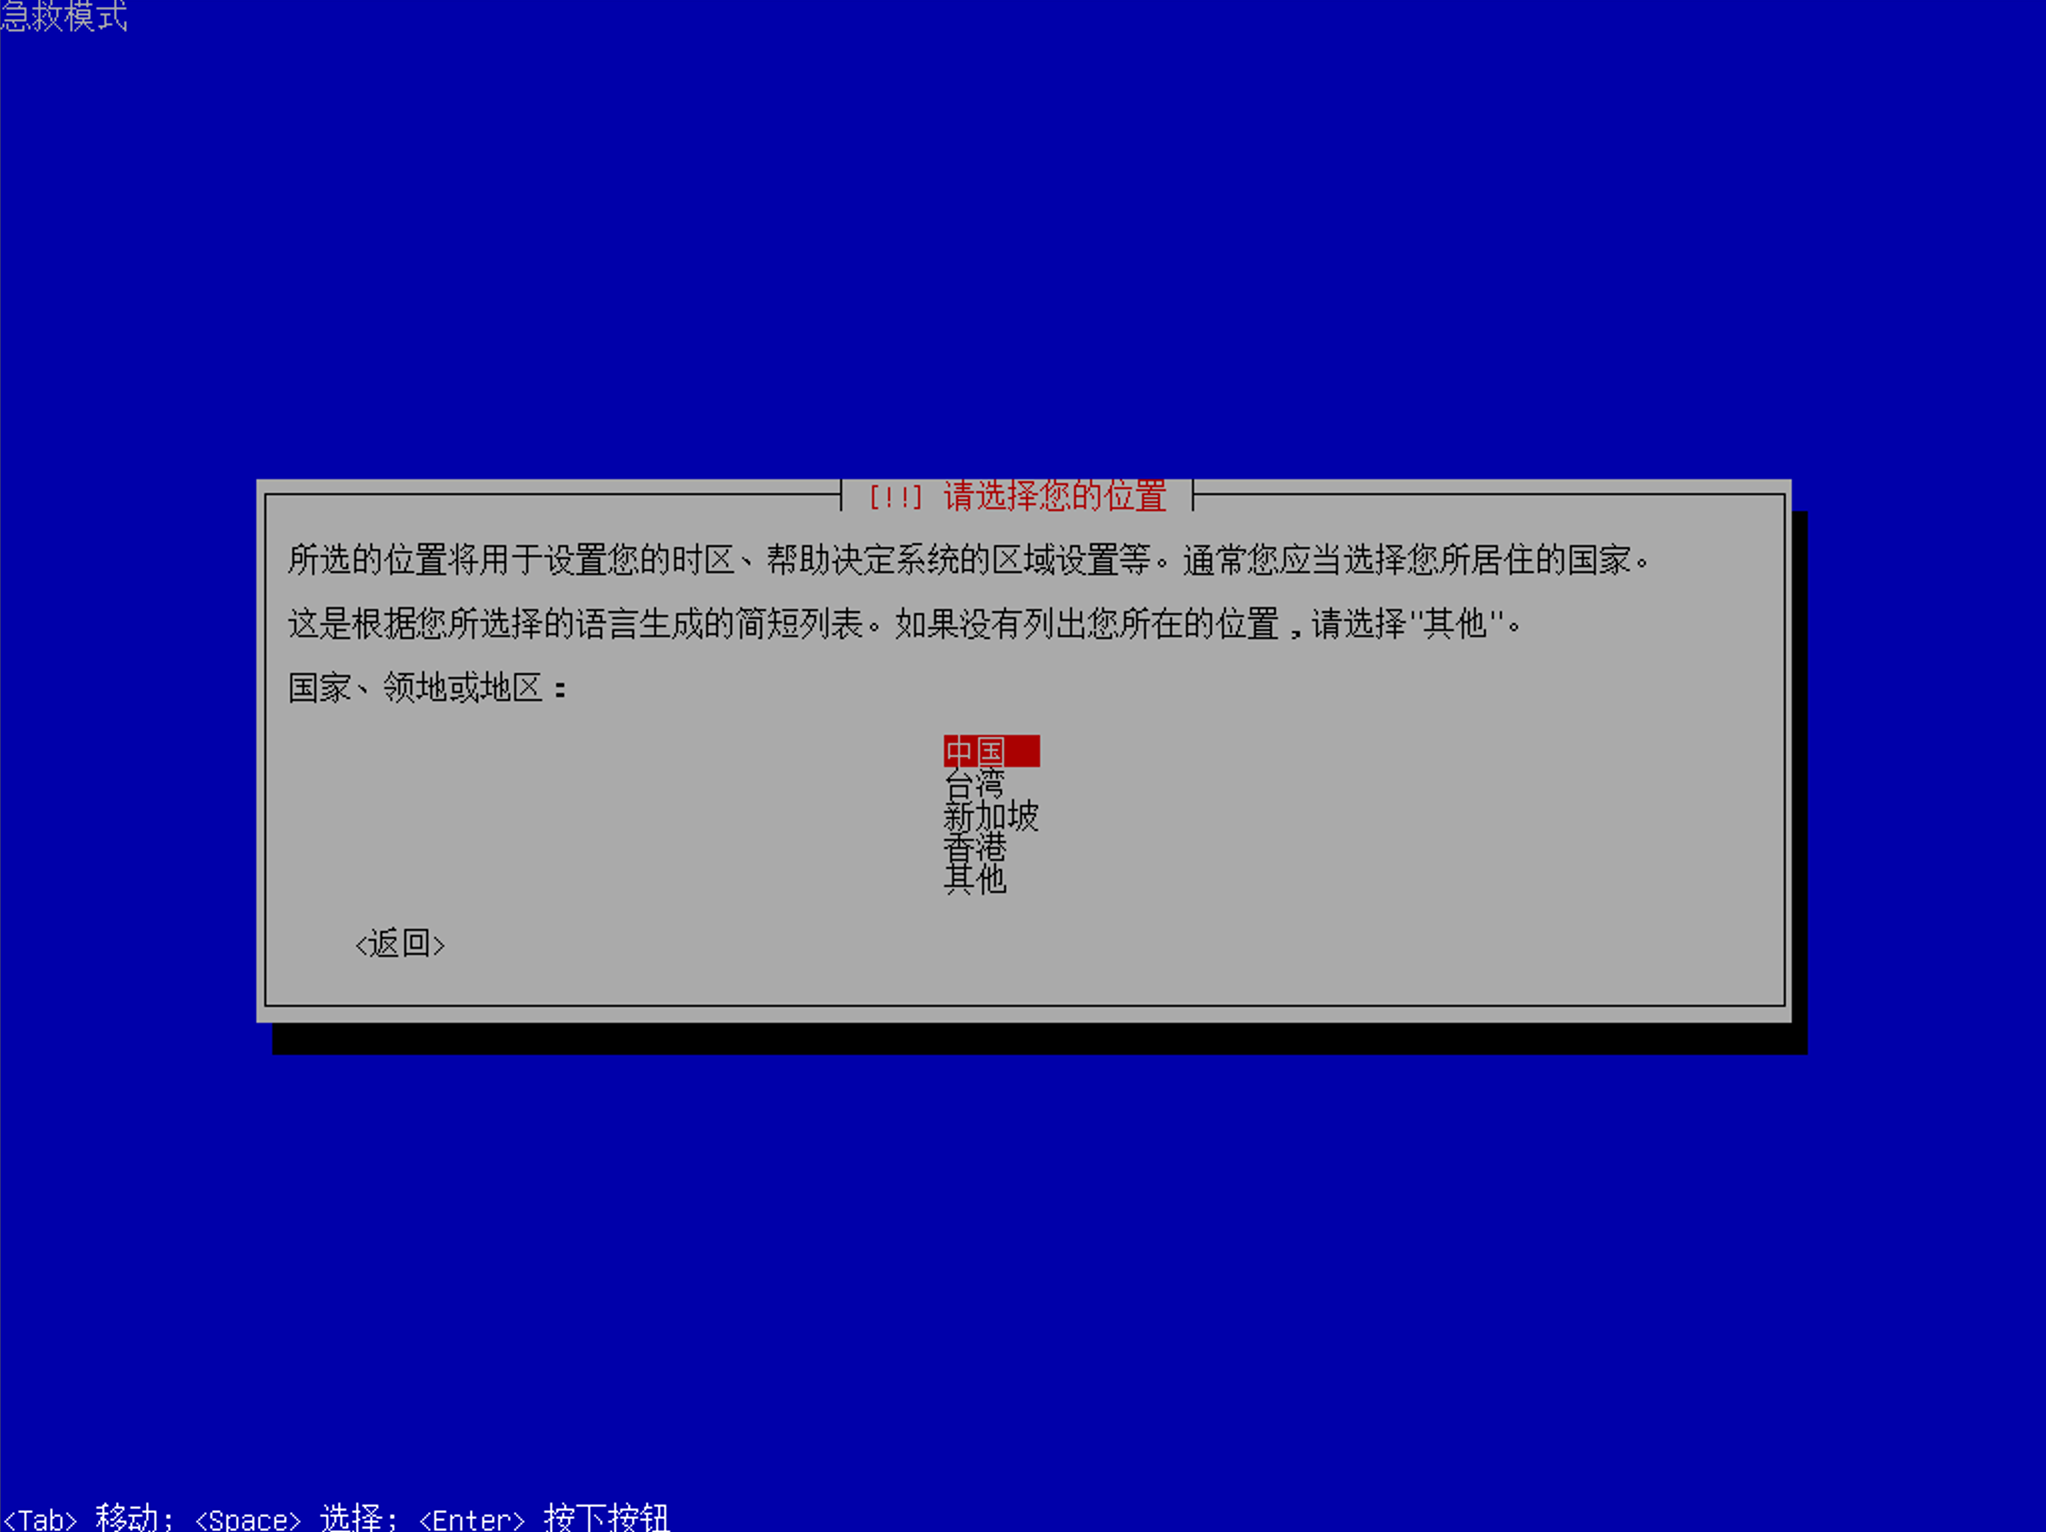 急救模式
[!!] 请选择您的位置
所选的位置将用于设置您的时区、帮助决定系统的区域设置等。通常您应当选择您所居住的国家。
这是根据您所选择的语言生成的简短列表。如果没有列出您所在的位置，请选择"其他"。
国家、领地或地区：
中国
台湾
新加坡
香港
其他
<返回>
<Tab> 移动; <Space> 选择; <Enter> 按下按钮